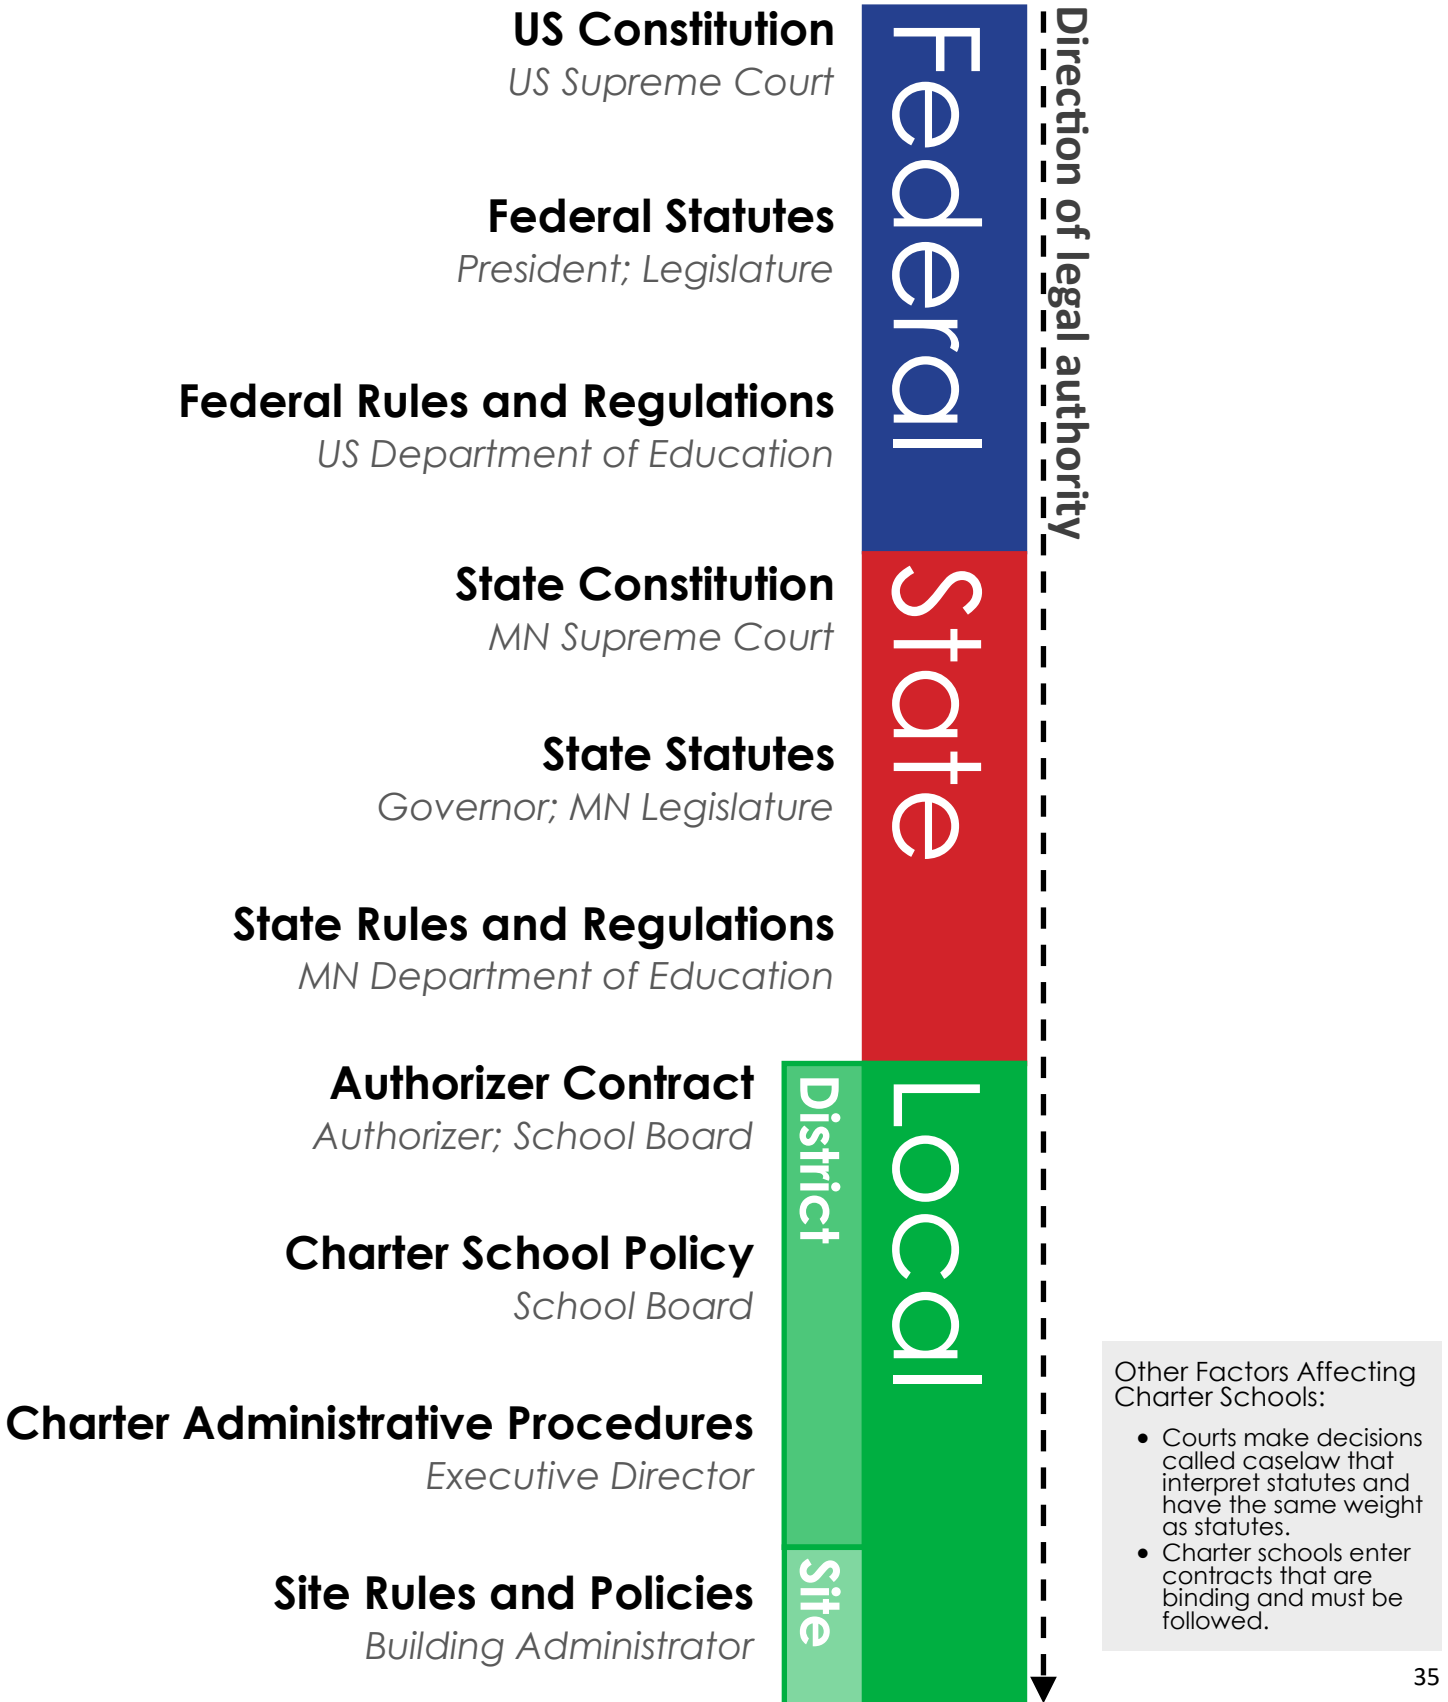 US Constitution
US Supreme Court
Federal Statutes
President; Legislature
Federal Rules and Regulations
US Department of Education
Federal
Direction of legal authority
State Constitution
MN Supreme Court
State Statutes
Governor; MN Legislature
State Rules and Regulations
MN Department of Education
State
Authorizer Contract
Authorizer; School Board
Charter School Policy
School Board
Charter Administrative Procedures
Executive Director
District
Site Rules and Policies
Building Administrator
Site
Local
Other Factors Affecting
Charter Schools:
• Courts make decisions
called caselaw that
interpret statutes and
have the same weight
as statutes.
• Charter schools enter
contracts that are
binding and must be
followed.
35